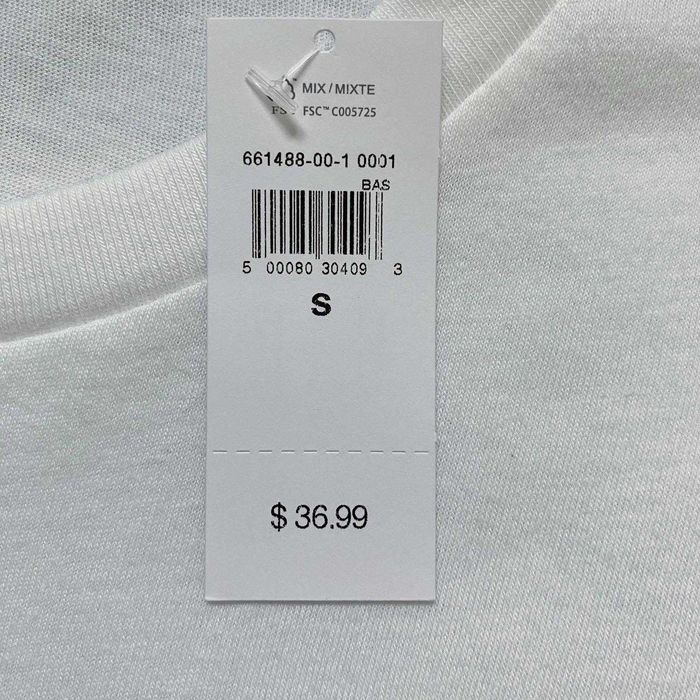 MIX / MIXTE
FSC™ C005725
661488-00-1 0001
BAS
5 00080 30409 3
S
$ 36.99